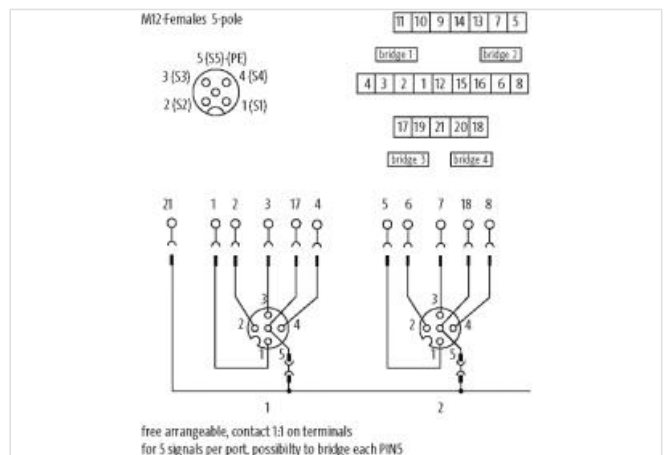 M12-Females 5-pole
11 10 9 14 13 7 5
bridge 1 bridge 2
5 (S5)-(PE)
3 (S3) 4 (S4)
2 (S2) 1 (S1)
4 3 2 1 12 15 16 6 8
17 19 21 20 18
bridge 3 bridge 4
21 1 2 3 17 4 5 6 7 18 8
3 3
2 4 2 4
1 5 1 5
1 2
free arrangeable, contact 1:1 on terminals
for 5 signals per port, possibilty to bridge each PIN5